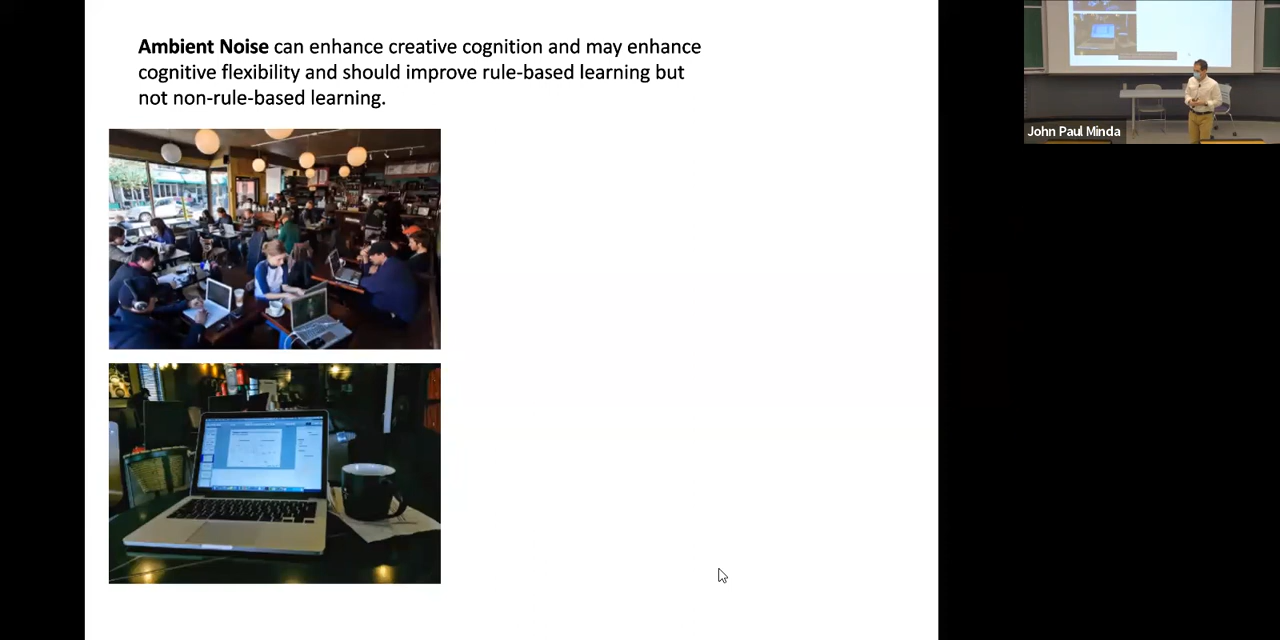 Ambient Noise can enhance creative cognition and may enhance
cognitive flexibility and should improve rule-based learning but
not non-rule-based learning.
John Paul Minda